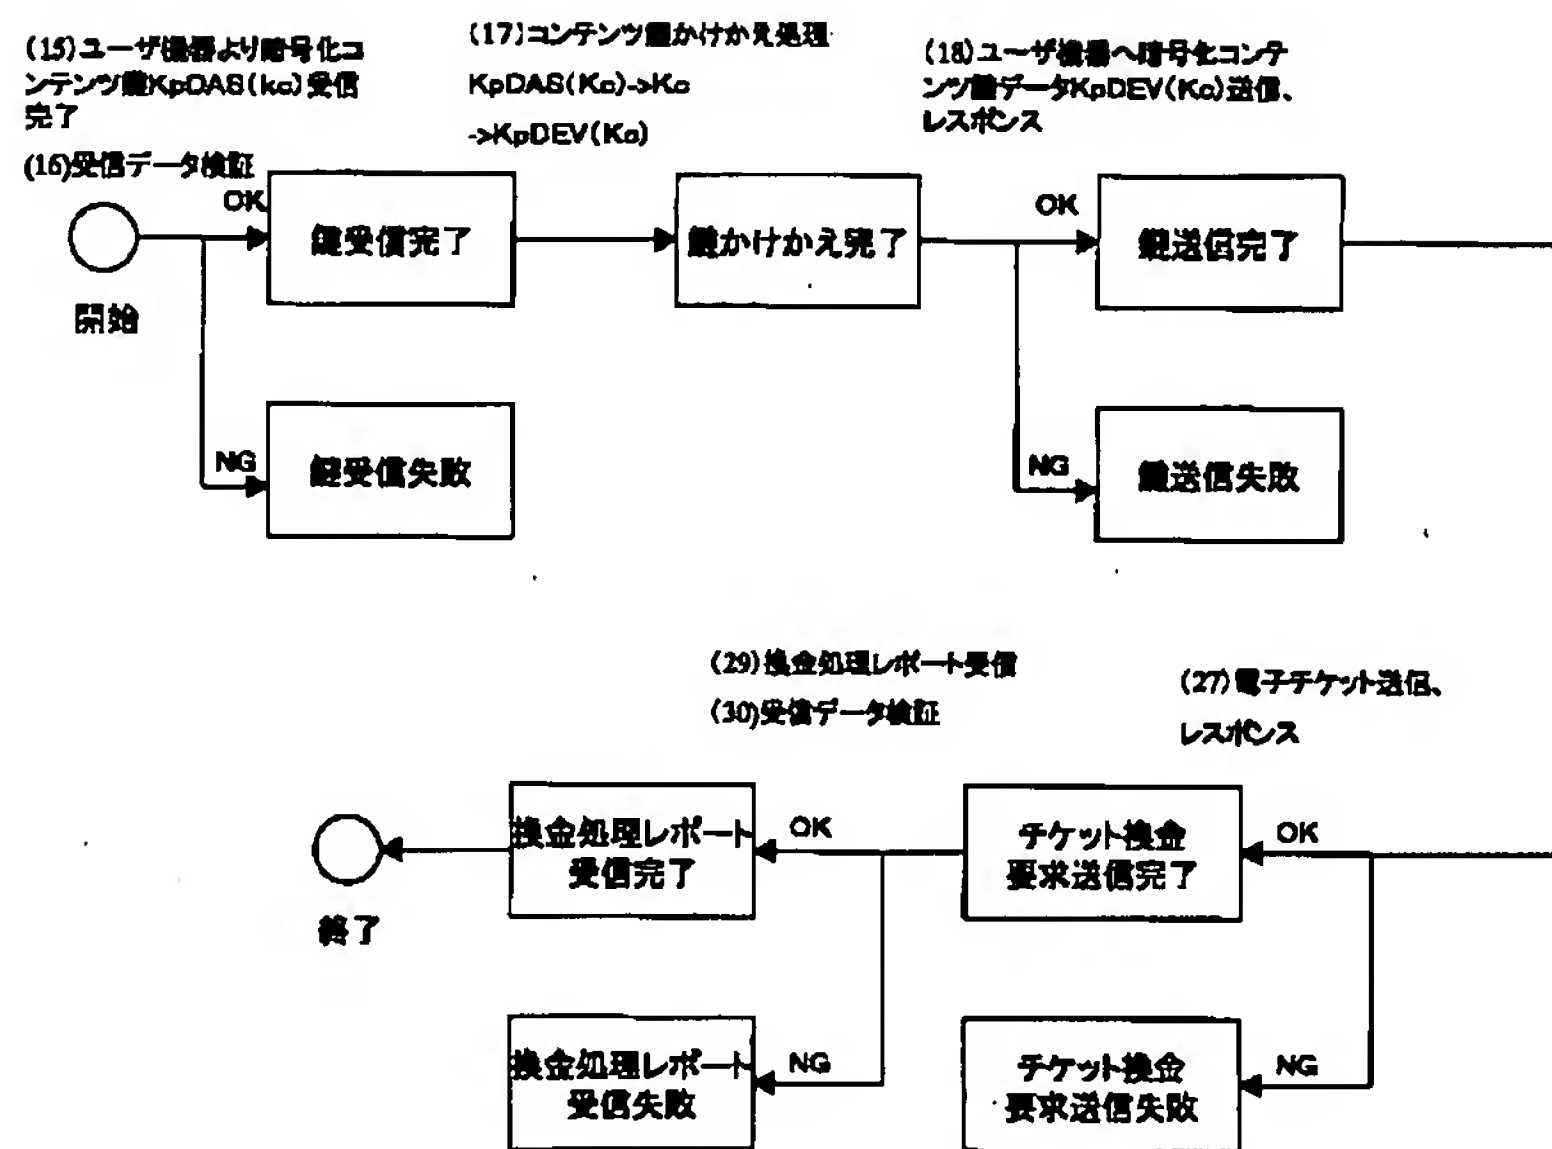 (15)ユーザ機器より暗号化コ
ンテンツ鍵KpDAS(kc)受信
完了
(16)受信データ検証
(17)コンテンツ鍵かけかえ処理
KpDAS(Kc)->Kc
->KpDEV(Kc)
(18)ユーザ機器へ暗号化コンテ
ンツ鍵データKpDEV(Kc)送信、
レスポンス
開始
OK
鍵受信完了
鍵かけかえ完了
OK
鍵送信完了
NG
鍵受信失敗
NG
鍵送信失敗
(29)換金処理レポート受信
(30)受信データ検証
(27)電子チケット送信、
レスポンス
終了
換金処理レポート
受信完了
OK
チケット換金
要求送信完了
OK
換金処理レポート
受信失敗
NG
チケット換金
要求送信失敗
NG